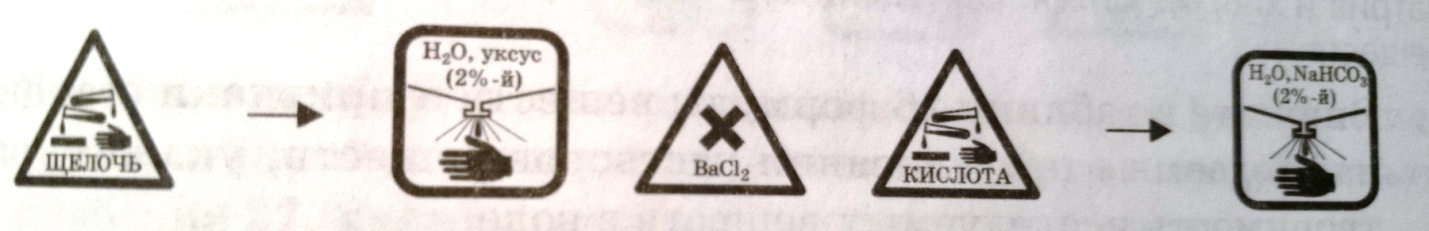 ЩЕЛОЧЬ
H₂O, уксус
(2%-й)
BaCl₂
КИСЛОТА
H₂O, NaHCO₃
(2%-й)